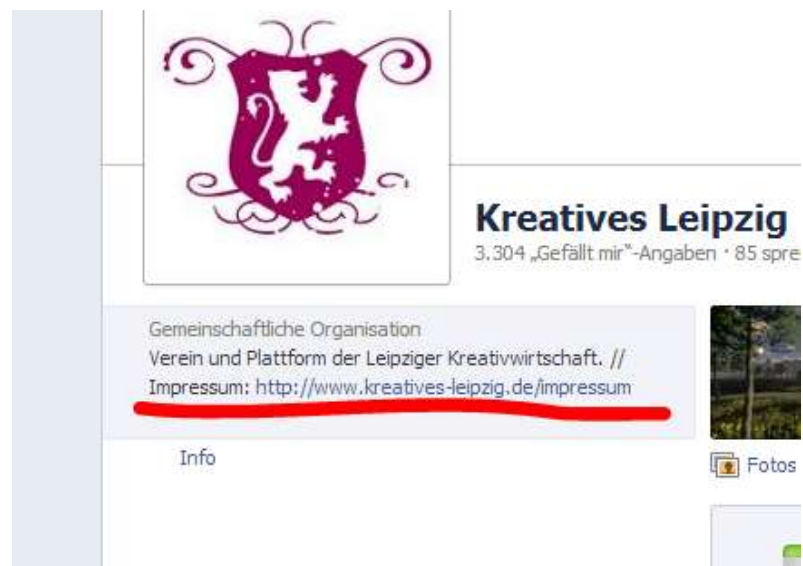 Kreatives Leipzig
3.304 „Gefällt mir“-Angaben · 85 spre
Gemeinschaftliche Organisation
Verein und Plattform der Leipziger Kreativwirtschaft. //
Impressum: http://www.kreatives-leipzig.de/impressum
Info
Fotos